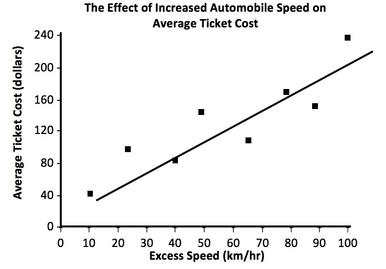 The Effect of Increased Automobile Speed on
Average Ticket Cost
Average Ticket Cost (dollars)
240
200
160
120
80
40
0
0 10 20 30 40 50 60 70 80 90 100
Excess Speed (km/hr)